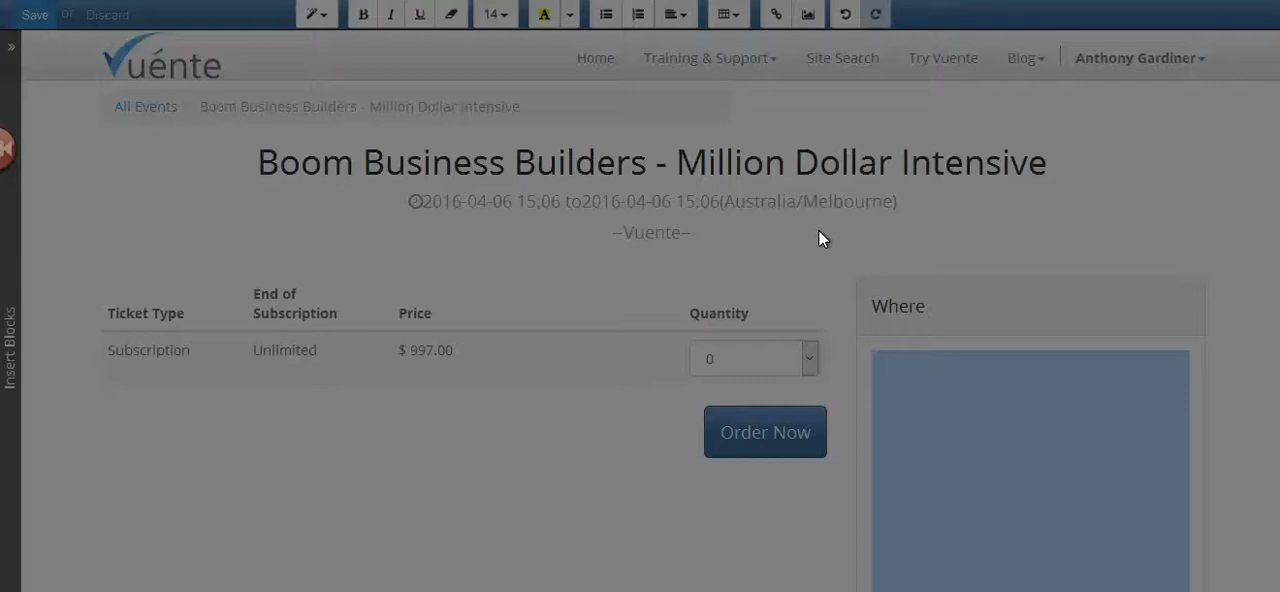 Save or Discard
B I U 14 A
Vuénte
Home Training & Support Site Search Try Vuente Blog Anthony Gardiner
All Events Boom Business Builders - Million Dollar Intensive
Boom Business Builders - Million Dollar Intensive
2016-04-06 15:06 to2016-04-06 15:06(Australia/Melbourne)
--Vuente--
Ticket Type End of Subscription Price Quantity
Subscription Unlimited $ 997.00 0
Order Now
Where
Insert Blocks